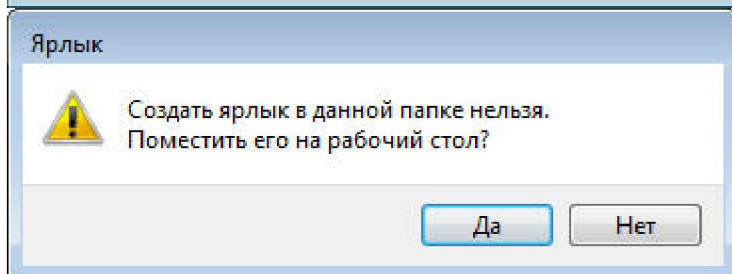 Ярлык
Создать ярлык в данной папке нельзя.
Поместить его на рабочий стол?
Да
Нет